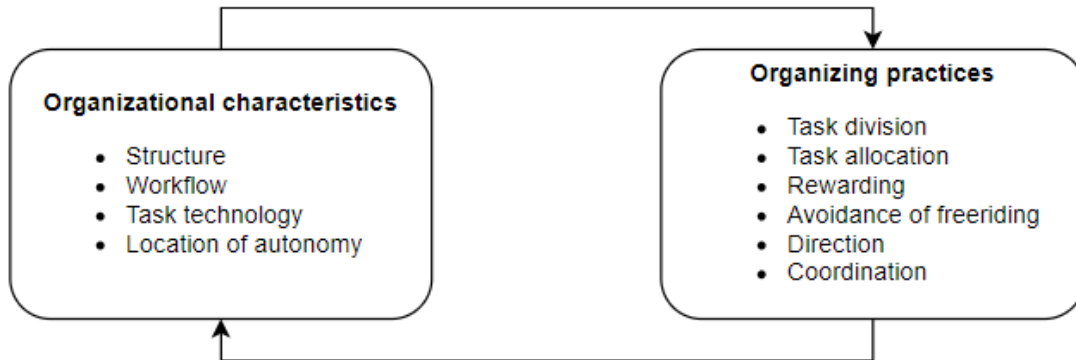 Organizational characteristics
• Structure
• Workflow
• Task technology
• Location of autonomy
Organizing practices
• Task division
• Task allocation
• Rewarding
• Avoidance of freeriding
• Direction
• Coordination